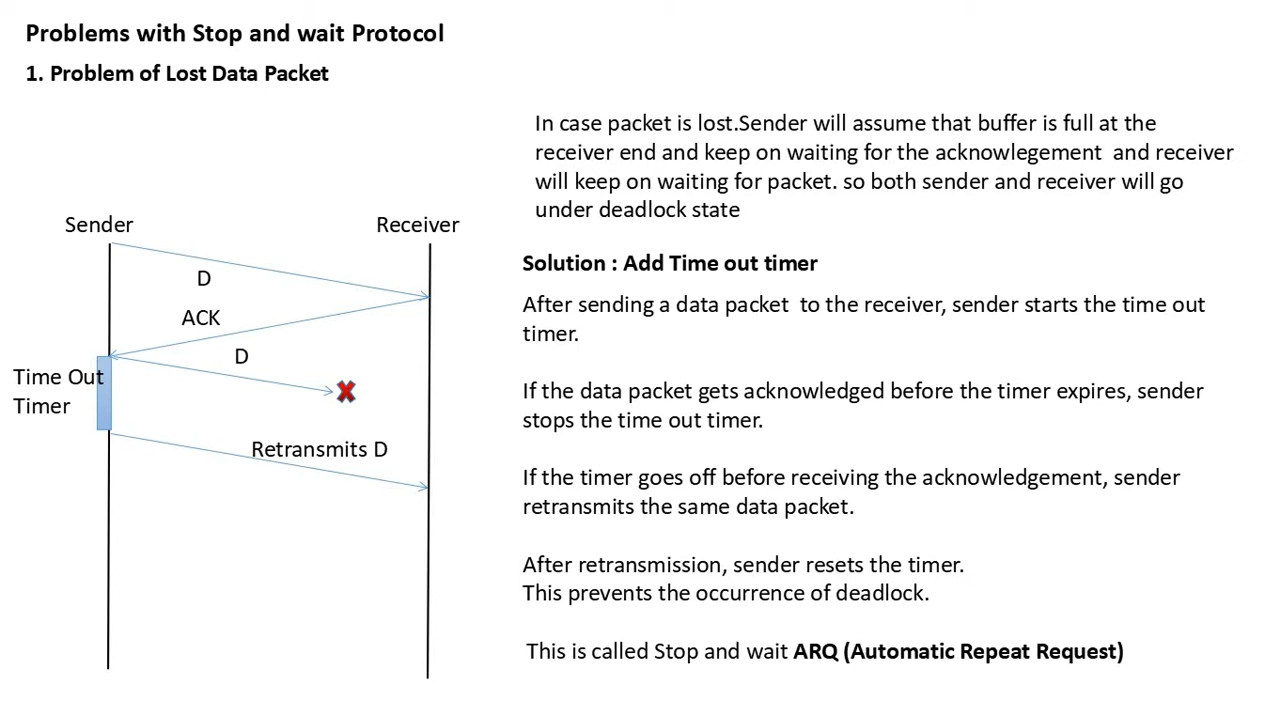 Problems with Stop and wait Protocol
1. Problem of Lost Data Packet
In case packet is lost.Sender will assume that buffer is full at the
receiver end and keep on waiting for the acknowlegement and receiver
will keep on waiting for packet. so both sender and receiver will go
under deadlock state
Sender
Receiver
D
ACK
D
Time Out
Timer
Retransmits D
Solution : Add Time out timer
After sending a data packet to the receiver, sender starts the time out
timer.
If the data packet gets acknowledged before the timer expires, sender
stops the time out timer.
If the timer goes off before receiving the acknowledgement, sender
retransmits the same data packet.
After retransmission, sender resets the timer.
This prevents the occurrence of deadlock.
This is called Stop and wait ARQ (Automatic Repeat Request)